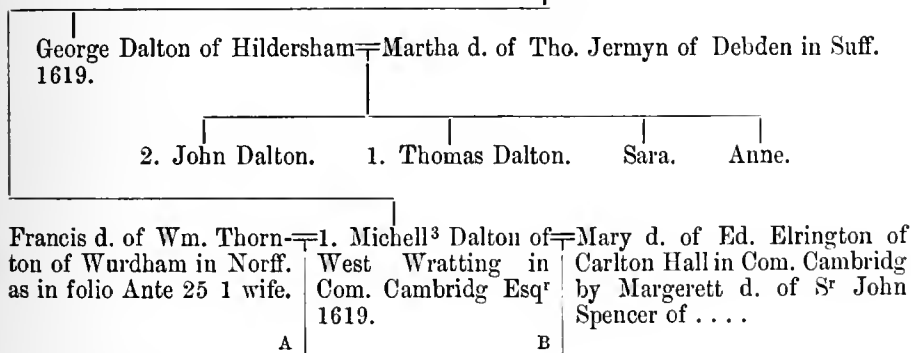 George Dalton of Hildersham Martha d. of Tho. Jermyn of Debden in Suff.
1619.
2. John Dalton. 1. Thomas Dalton. Sara. Anne.
Francis d. of Wm. Thorn-
ton of Wurdham in Norff.
as in folio Ante 25 1 wife.
1. Michell³ Dalton of
West Wratting in
Com. Cambridg Esqʳ
1619.
Mary d. of Ed. Elrington of
Carlton Hall in Com. Cambridg
by Margerett d. of Sʳ John
Spencer of . . . .
A B